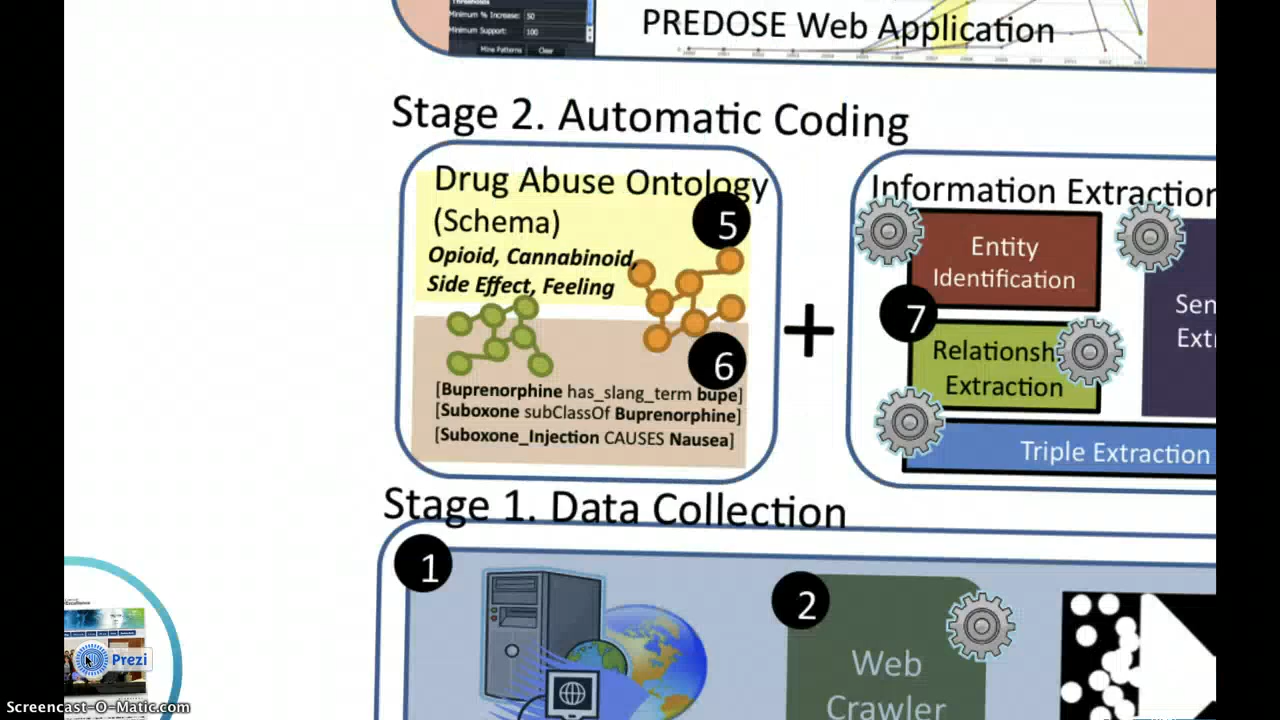 Minimum % Increase: 50
Minimum Support: 100
Mine Patterns Clear
PREDOSE Web Application
Stage 2. Automatic Coding
Drug Abuse Ontology
(Schema)
5
Opioid, Cannabinoid,
Side Effect, Feeling
6
[Buprenorphine has_slang_term bupe]
[Suboxone subClassOf Buprenorphine]
[Suboxone_Injection CAUSES Nausea]
+
Information Extraction
Entity
Identification
7
Relationsh
Extraction
Sen
Ext
Triple Extraction
Stage 1. Data Collection
1
2
Web
Crawler
Prezi
Screencast-O-Matic.com